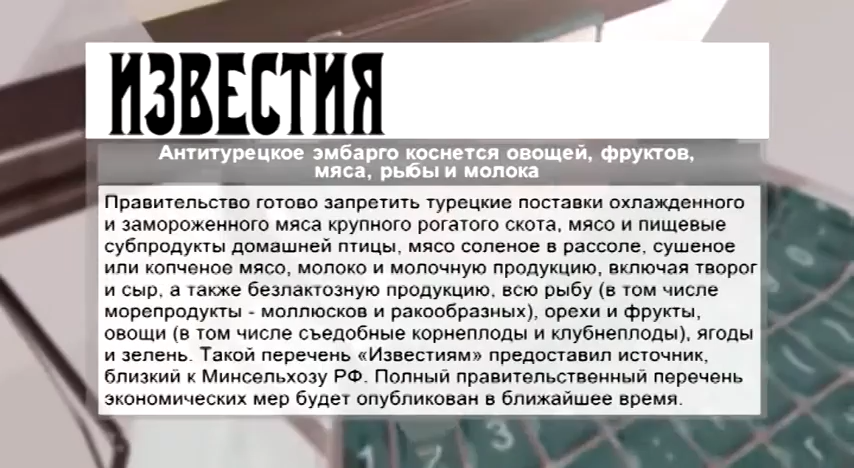 ИЗВЕСТИЯ
Антитурецкое эмбарго коснется овощей, фруктов,
мяса, рыбы и молока
Правительство готово запретить турецкие поставки охлажденного
и замороженного мяса крупного рогатого скота, мясо и пищевые
субпродукты домашней птицы, мясо соленое в рассоле, сушеное
или копченое мясо, молоко и молочную продукцию, включая творог
и сыр, а также безлактозную продукцию, всю рыбу (в том числе
морепродукты - моллюсков и ракообразных), орехи и фрукты,
овощи (в том числе съедобные корнеплоды и клубнеплоды), ягоды
и зелень. Такой перечень «Известиям» предоставил источник,
близкий к Минсельхозу РФ. Полный правительственный перечень
экономических мер будет опубликован в ближайшее время.
1 2 3